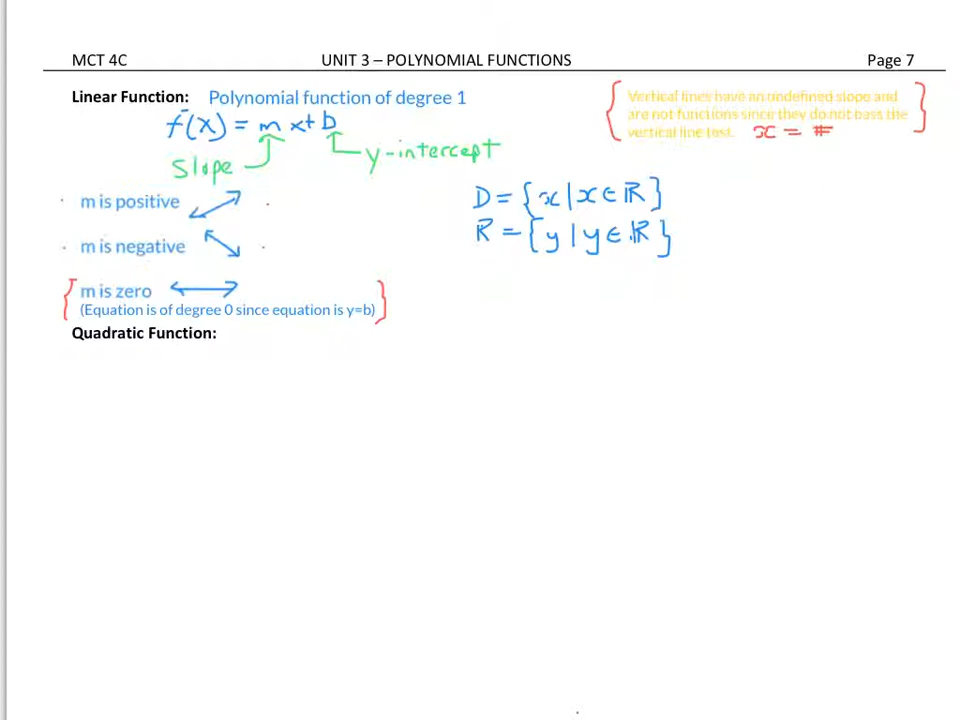 MCT 4C UNIT 3 – POLYNOMIAL FUNCTIONS Page 7
Linear Function: Polynomial function of degree 1
f(x) = mx + b
slope
y-intercept
Vertical lines have an undefined slope and
are not functions since they do not pass the
vertical line test. x = #
m is positive
m is negative
m is zero
(Equation is of degree 0 since equation is y=b)
D = {x | x ∈ ℝ}
R = {y | y ∈ ℝ}
Quadratic Function: